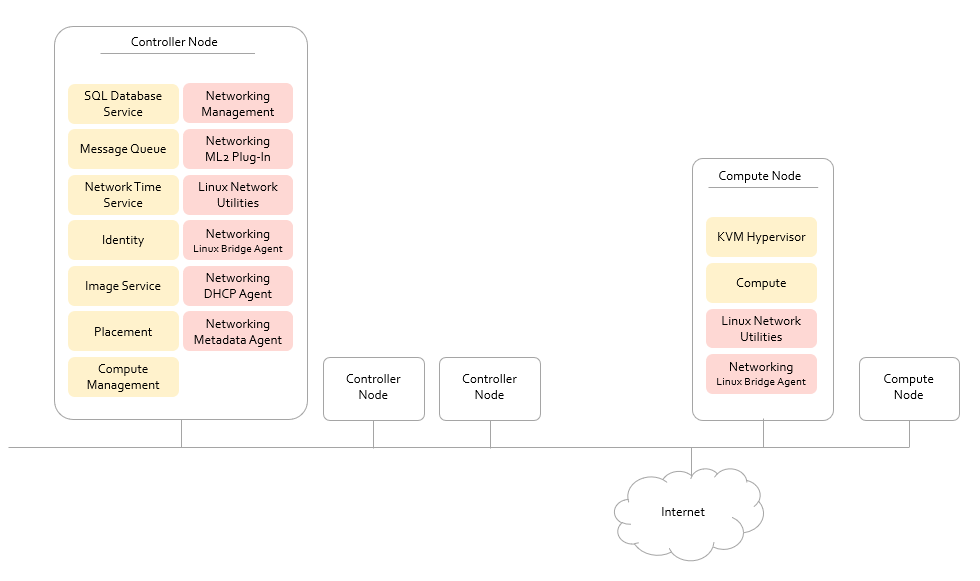 Controller Node
SQL Database
Service
Networking
Management
Message Queue
Networking
ML2 Plug-In
Network Time
Service
Linux Network
Utilities
Identity
Networking
Linux Bridge Agent
Image Service
Networking
DHCP Agent
Placement
Networking
Metadata Agent
Compute
Management
Controller
Node
Controller
Node
Compute Node
KVM Hypervisor
Compute
Linux Network
Utilities
Networking
Linux Bridge Agent
Compute
Node
Internet